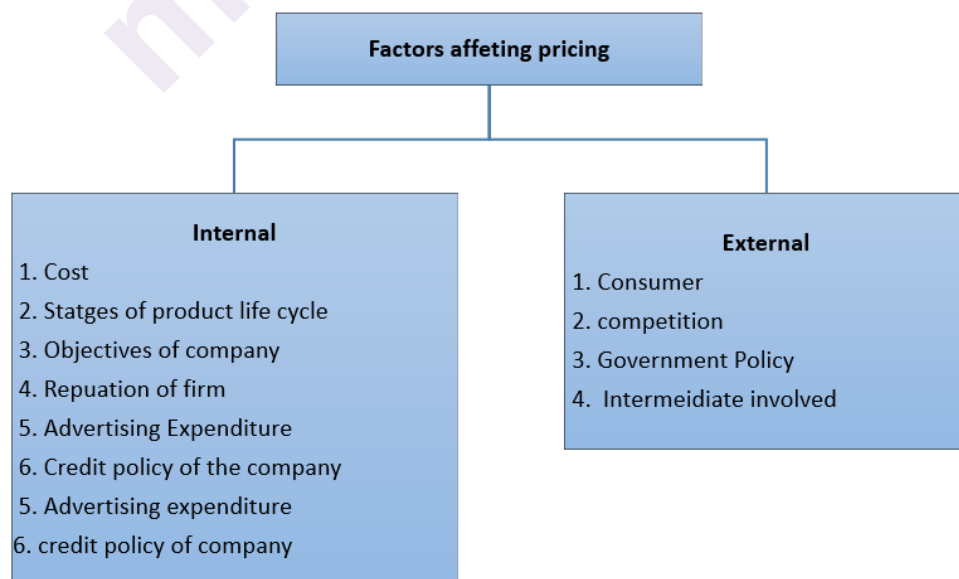 Factors affeting pricing
Internal
1. Cost
2. Statges of product life cycle
3. Objectives of company
4. Repuation of firm
5. Advertising Expenditure
6. Credit policy of the company
5. Advertising expenditure
6. credit policy of company
External
1. Consumer
2. competition
3. Government Policy
4. Intermeidiate involved